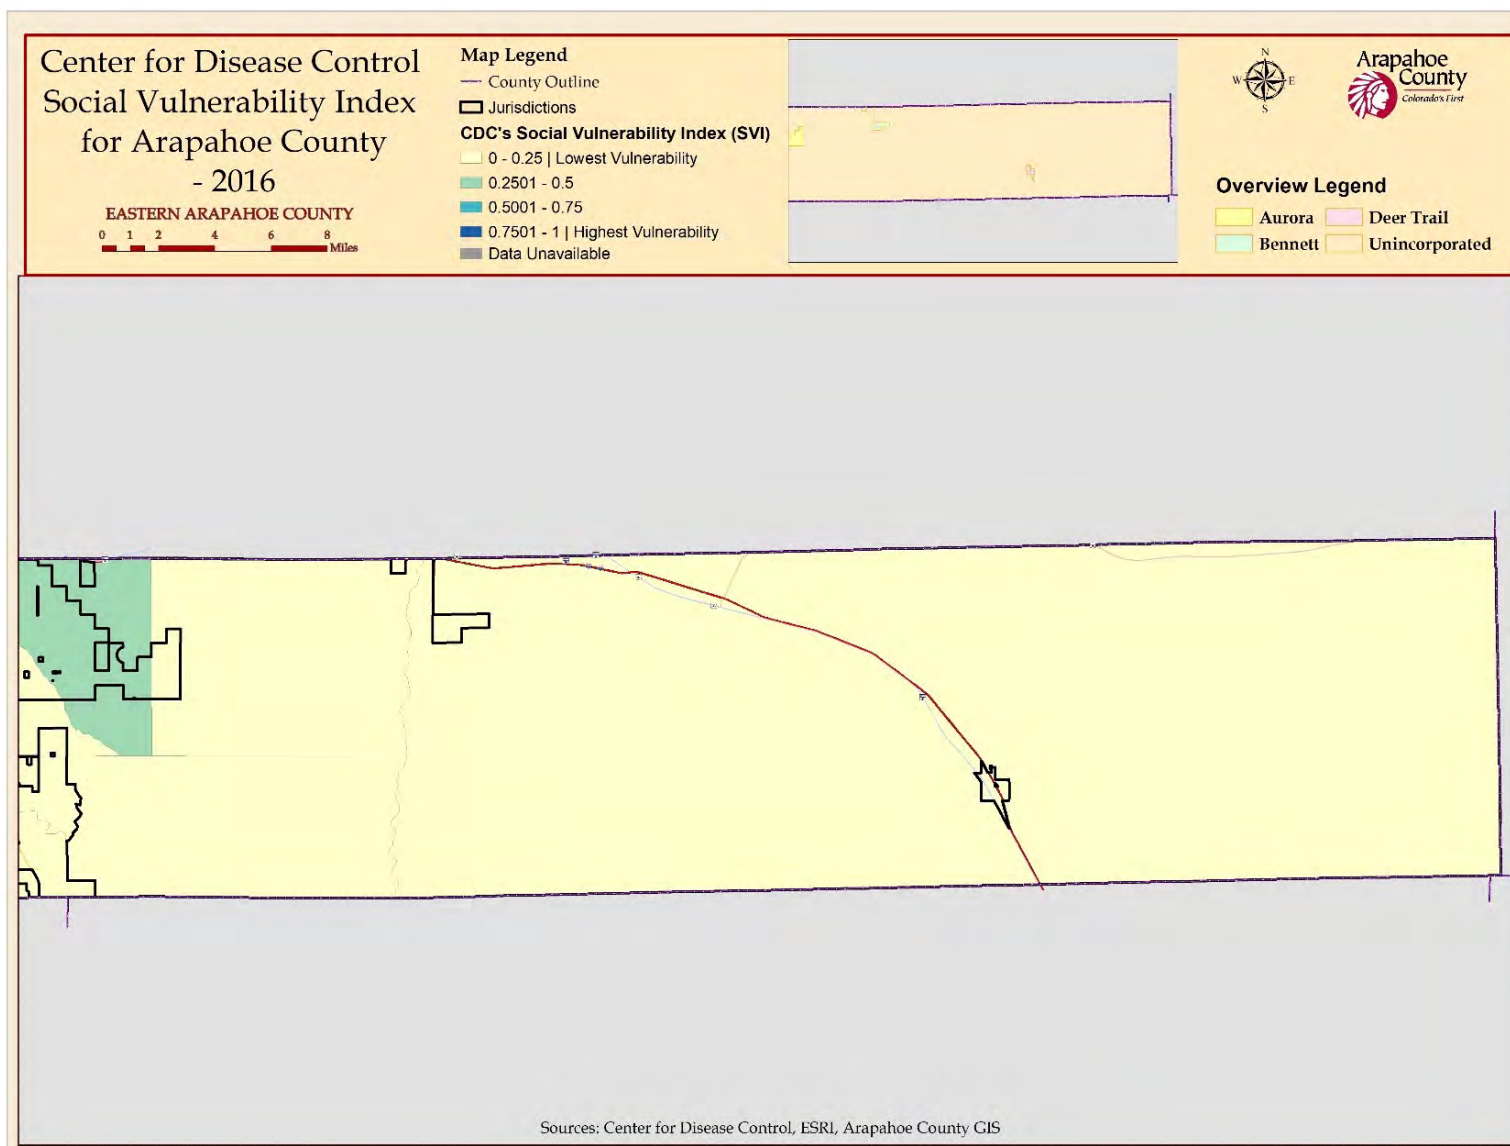 Center for Disease Control
Social Vulnerability Index
for Arapahoe County
- 2016
EASTERN ARAPAHOE COUNTY
0 1 2 4 6 8
Miles
Map Legend
County Outline
Jurisdictions
CDC's Social Vulnerability Index (SVI)
0 - 0.25 | Lowest Vulnerability
0.2501 - 0.5
0.5001 - 0.75
0.7501 - 1 | Highest Vulnerability
Data Unavailable
N
W E
S
Arapahoe
County
Colorado's First
Overview Legend
Aurora Deer Trail
Bennett Unincorporated
Sources: Center for Disease Control, ESRI, Arapahoe County GIS